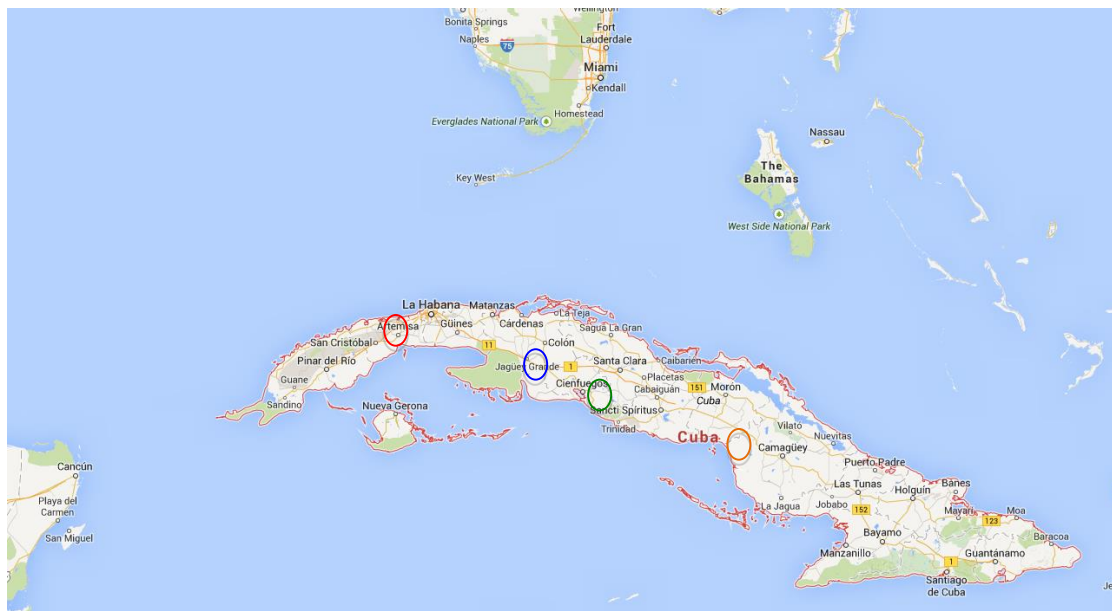 Wellington
Bonita Springs
Fort
Lauderdale
Naples
75
Miami
Kendall
Homestead
Everglades National Park
Nassau
The
Bahamas
Key West
West Side National Park
La Habana
Matanzas
La Teja
Artemisa
Güines
Cárdenas
Sagua La Gran
San Cristóbal
11
Colón
Pinar del Río
Jagüey Grande
1
Santa Clara
Caibarién
Guane
Cienfuegos
Placetas
151
Morón
Cabaiguán
Cuba
Sandino
Nueva Gerona
Sancti Spíritus
Trinidad
Vilato
Cuba
Nuevitas
Camagüey
Cancún
Puerto Padre
Las Tunas
Banes
Holguín
Playa del
Carmen
La Jagua
Jobabo
152
Mayarí
Moa
123
San Miguel
Bayamo
Baracoa
Manzanillo
1
Guantánamo
Santiago
de Cuba
Je